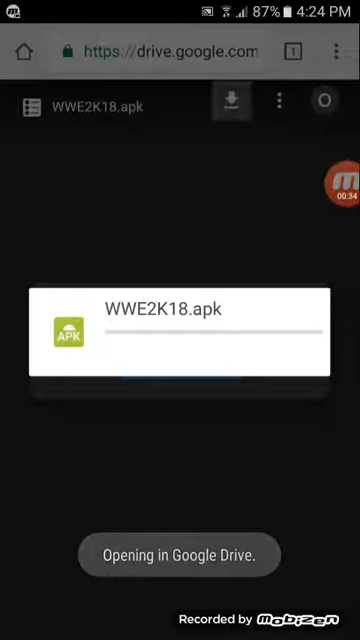 87% 4:24 PM
https://drive.google.com
1
WWE2K18.apk
O
00:34
WWE2K18.apk
APK
Opening in Google Drive.
Recorded by mobizen